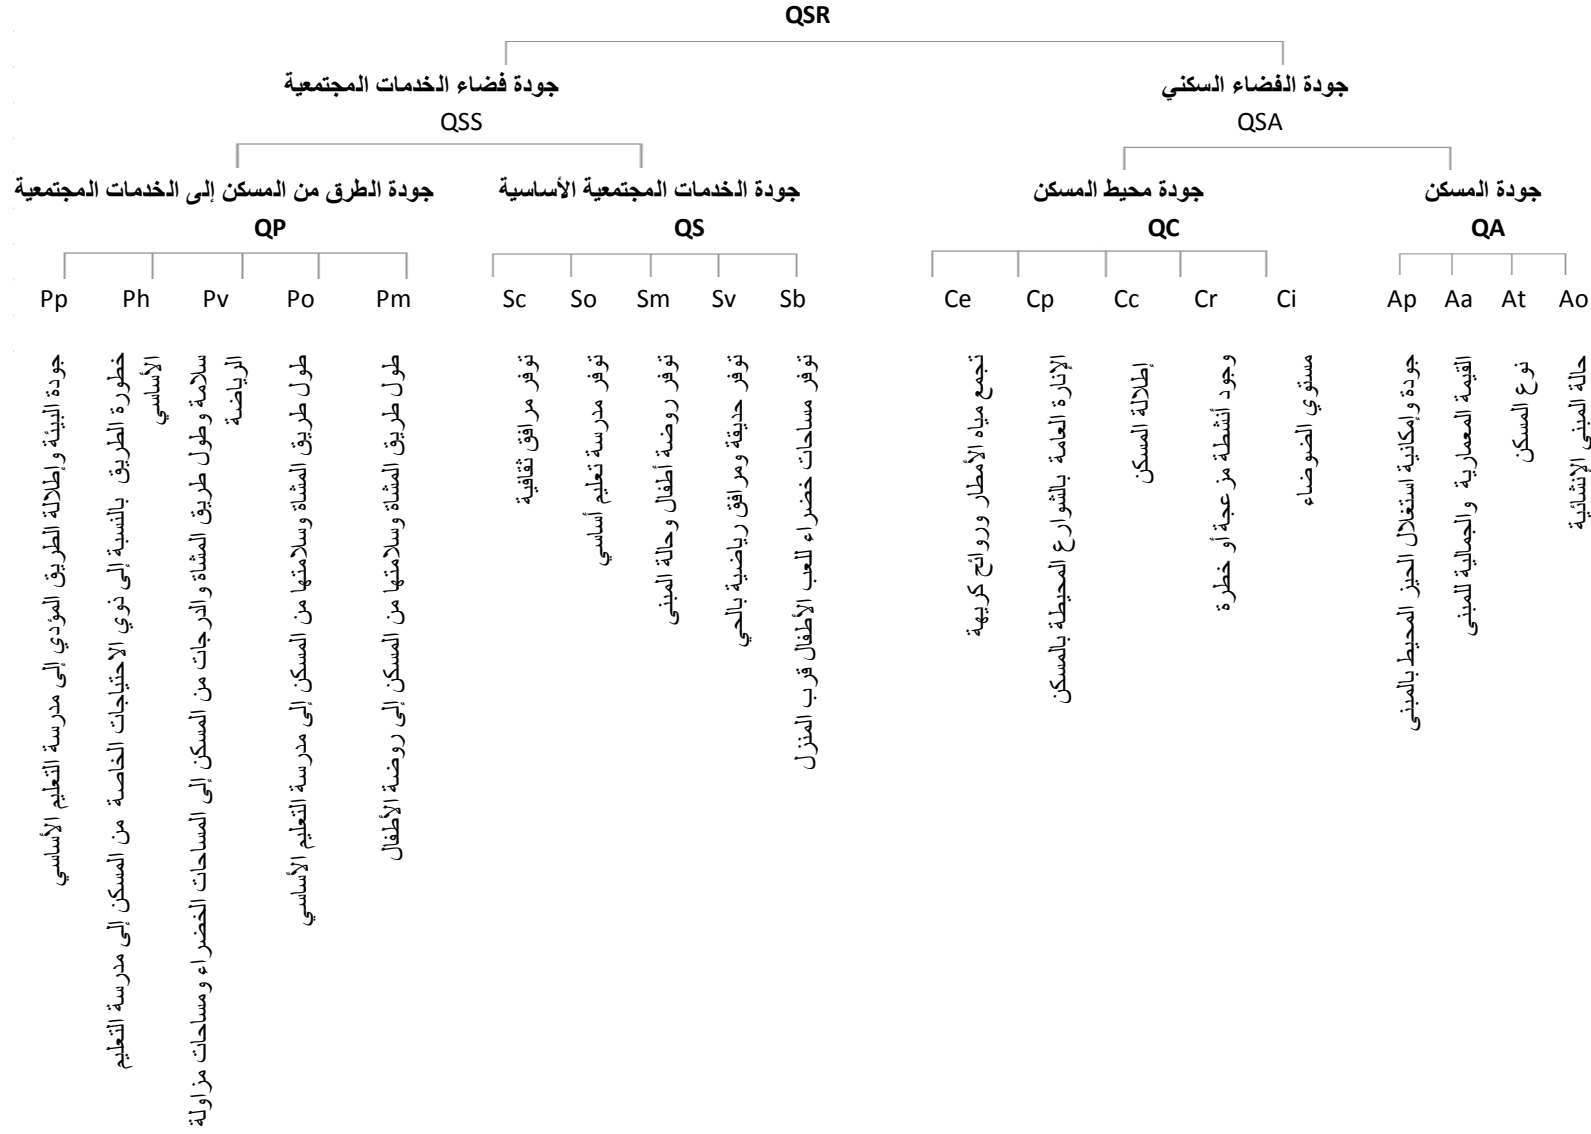 QSR
جودة الفضاء السكني
QSA
جودة فضاء الخدمات المجتمعية
QSS
جودة المسكن
QA
جودة محيط المسكن
QC
جودة الخدمات المجتمعية الأساسية
QS
جودة الطرق من المسكن إلى الخدمات المجتمعية
QP
Ao
حالة المبنى الإنشائية
At
نوع المسكن
Aa
القيمة المعمارية والجمالية للمبنى
Ap
جودة وإمكانية استغلال الحيز المحيط بالمبنى
Ci
مستوي الضوضاء
Cr
وجود أنشطة مزعجة أو خطرة
Cc
إطلالة المسكن
Cp
الإنارة العامة بالشوارع المحيطة بالمسكن
Ce
تجمع مياه الأمطار وروائح كريهة
Sb
توفر مساحات خضراء للعب الأطفال قرب المنزل
Sv
توفر حديقة ومرافق رياضية بالحي
Sm
توفر روضة أطفال وحالة المبنى
So
توفر مدرسة تعليم أساسي
Sc
توفر مرافق ثقافية
Pm
طول طريق المشاة وسلامتها من المسكن إلى روضة الأطفال
Po
طول طريق المشاة وسلامتها من المسكن إلى مدرسة التعليم الأساسي
Pv
سلامة وطول طريق المشاة والدرجات من المسكن إلى المساحات الخضراء ومساحات مزاولة
الرياضة
Ph
خطورة الطريق بالنسبة إلى ذوي الاحتياجات الخاصة من المسكن إلى مدرسة التعليم
الأساسي
Pp
جودة البيئة وإطلالة الطريق المؤدي إلى مدرسة التعليم الأساسي